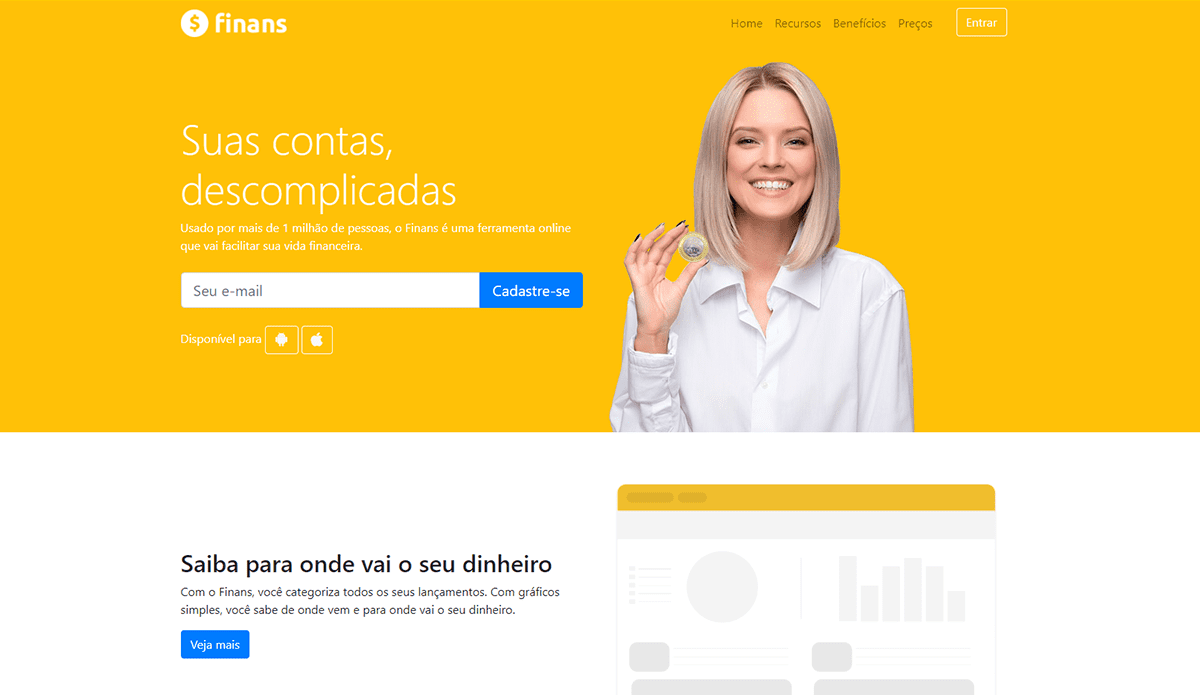 finans
Home Recursos Benefícios Preços Entrar
Suas contas,
descomplicadas
Usado por mais de 1 milhão de pessoas, o Finans é uma ferramenta online
que vai facilitar sua vida financeira.
Seu e-mail Cadastre-se
Disponível para
Saiba para onde vai o seu dinheiro
Com o Finans, você categoriza todos os seus lançamentos. Com gráficos
simples, você sabe de onde vem e para onde vai o seu dinheiro.
Veja mais